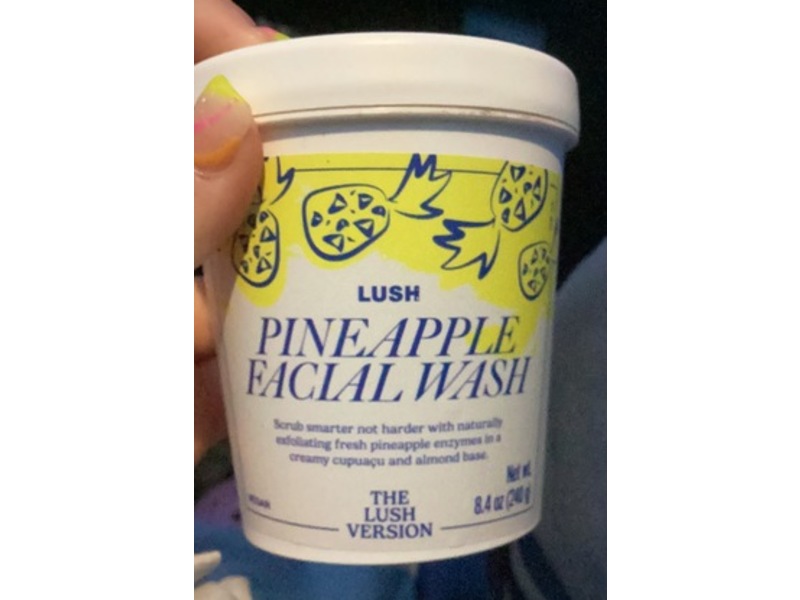 LUSH
PINEAPPLE
FACIAL WASH
Scrub smarter not harder with naturally
exfoliating fresh pineapple enzymes in a
creamy cupuaçu and almond base.
Net wt.
8.4 oz (240 g)
VEGAN
THE
LUSH
VERSION